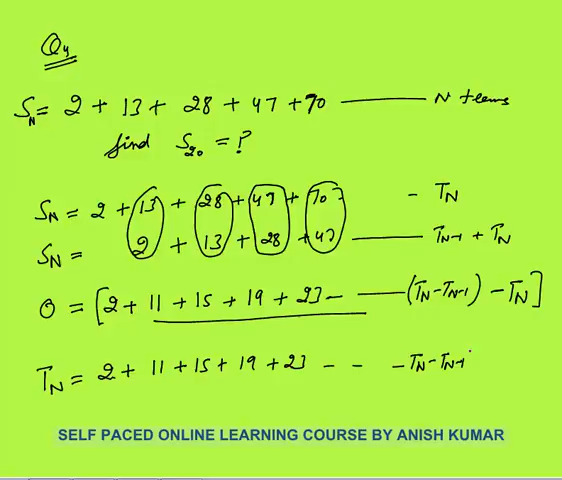 Q4
SN = 2 + 13 + 28 + 47 + 70 ——— N terms
find S20 = ?
SN = 2 + 13 + 28 + 47 + 70 - TN
SN = 2 + 13 + 28 + 47 ——— TN-1 + TN
0 = [2 + 11 + 15 + 19 + 23 - ——— (TN - TN-1) - TN]
TN = 2 + 11 + 15 + 19 + 23 - - - TN - TN-1
SELF PACED ONLINE LEARNING COURSE BY ANISH KUMAR